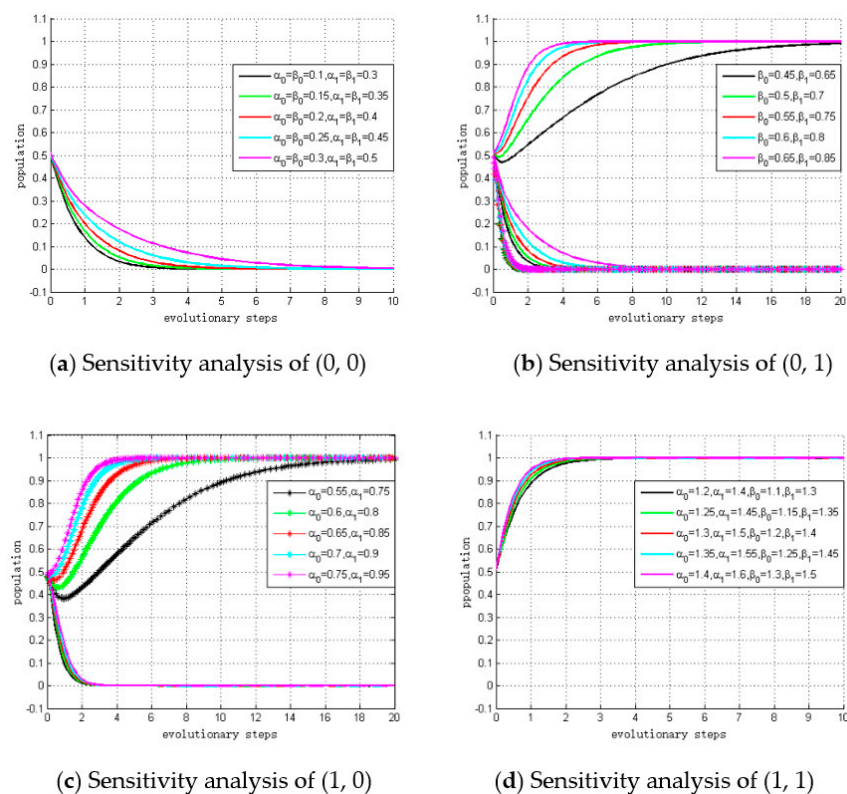 1.1
1
0.9
0.8
0.7
0.6
0.5
0.4
0.3
0.2
0.1
0
-0.1
population
α0=β0=0.1,α1=β1=0.3
α0=β0=0.15,α1=β1=0.35
α0=β0=0.2,α1=β1=0.4
α0=β0=0.25,α1=β1=0.45
α0=β0=0.3,α1=β1=0.5
0 1 2 3 4 5 6 7 8 9 10
evolutionary steps
(a) Sensitivity analysis of (0, 0)
1.1
1
0.9
0.8
0.7
0.6
0.5
0.4
0.3
0.2
0.1
0
-0.1
population
β0=0.45,β1=0.65
β0=0.5,β1=0.7
β0=0.55,β1=0.75
β0=0.6,β1=0.8
β0=0.65,β1=0.85
0 2 4 6 8 10 12 14 16 18 20
evolutionary steps
(b) Sensitivity analysis of (0, 1)
1.1
1
0.9
0.8
0.7
0.6
0.5
0.4
0.3
0.2
0.1
0
-0.1
population
α0=0.55,α1=0.75
α0=0.6,α1=0.8
α0=0.65,α1=0.85
α0=0.7,α1=0.9
α0=0.75,α1=0.95
0 2 4 6 8 10 12 14 16 18 20
evolutionary steps
(c) Sensitivity analysis of (1, 0)
1.1
1
0.9
0.8
0.7
0.6
0.5
0.4
0.3
0.2
0.1
0
-0.1
ppopulation
α0=1.2,α1=1.4,β0=1.1,β1=1.3
α0=1.25,α1=1.45,β0=1.15,β1=1.35
α0=1.3,α1=1.5,β0=1.2,β1=1.4
α0=1.35,α1=1.55,β0=1.25,β1=1.45
α0=1.4,α1=1.6,β0=1.3,β1=1.5
0 1 2 3 4 5 6 7 8 9 10
evolutionary steps
(d) Sensitivity analysis of (1, 1)